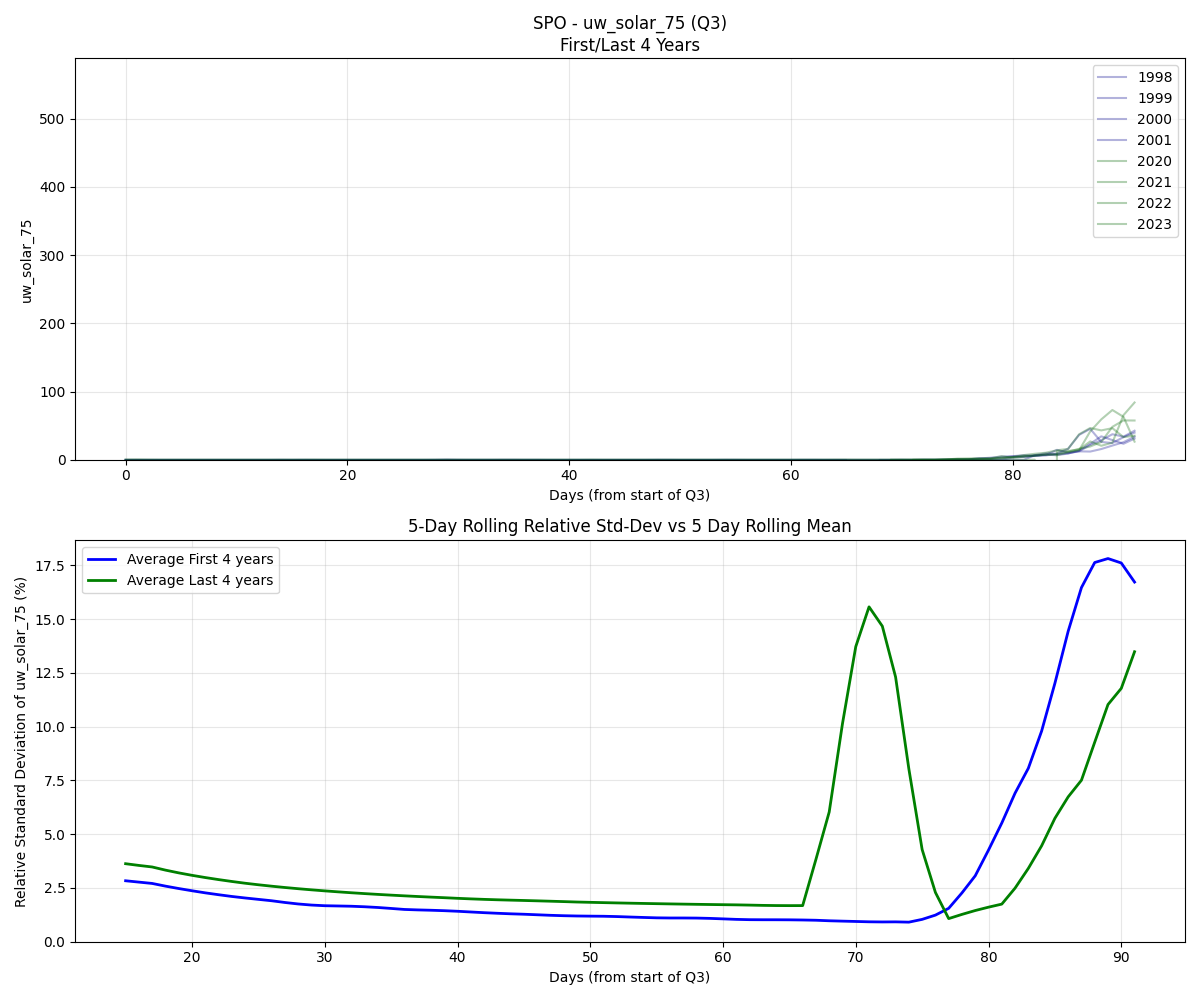 SPO - uw_solar_75 (Q3)
First/Last 4 Years
uw_solar_75
500
400
300
200
100
0
0 20 40 60 80
Days (from start of Q3)
1998
1999
2000
2001
2020
2021
2022
2023
5-Day Rolling Relative Std-Dev vs 5 Day Rolling Mean
Relative Standard Deviation of uw_solar_75 (%)
Average First 4 years
Average Last 4 years
17.5
15.0
12.5
10.0
7.5
5.0
2.5
0.0
20 30 40 50 60 70 80 90
Days (from start of Q3)